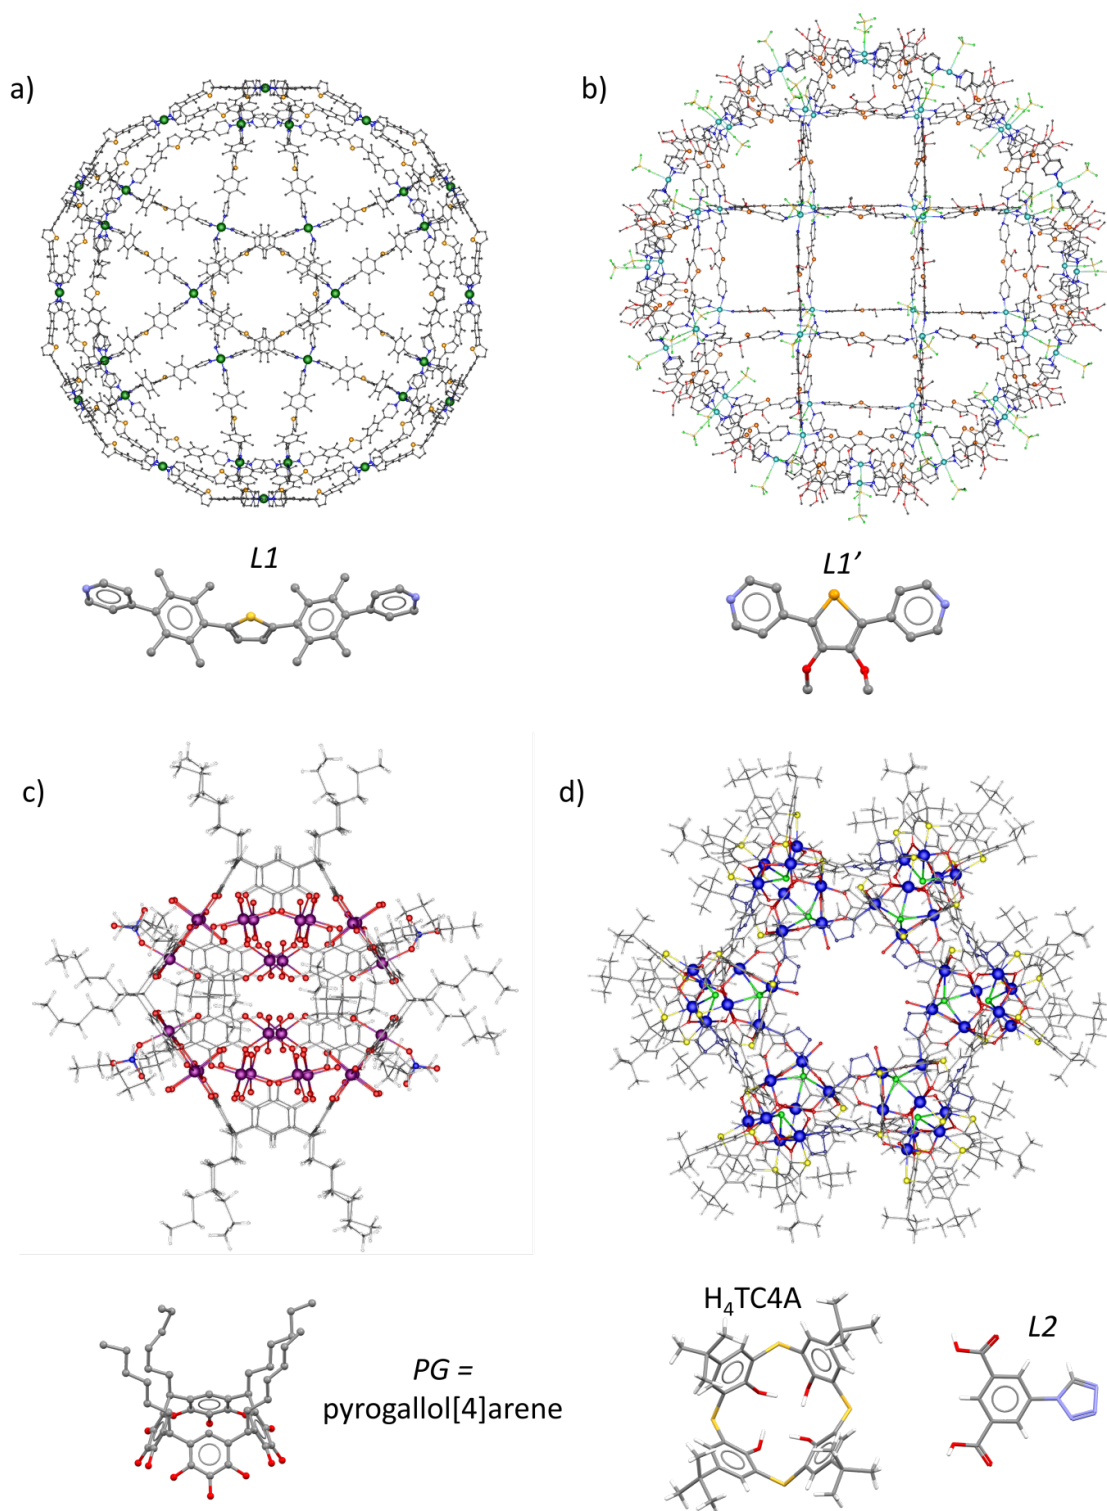 a)
b)
L1
L1’
c)
d)
PG =
pyrogallol[4]arene
H₄TC4A
L2